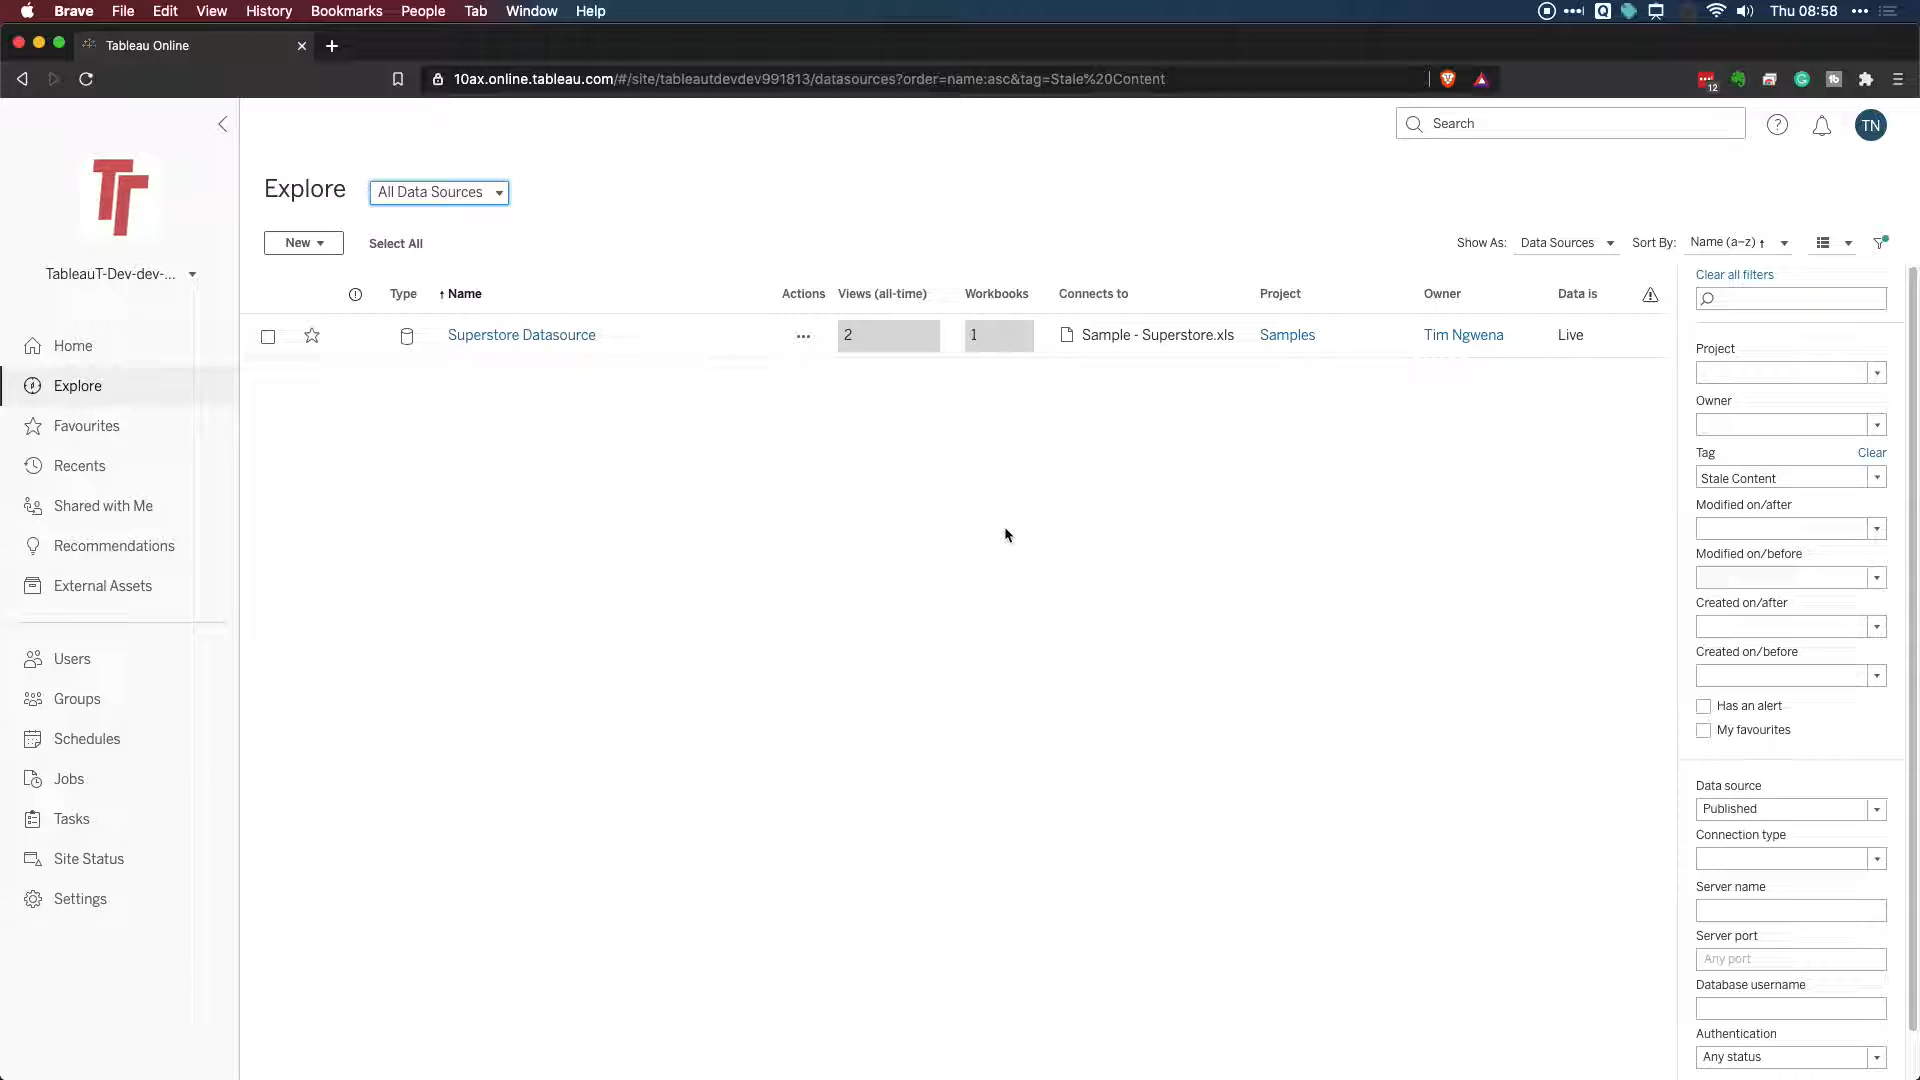 Brave File Edit View History Bookmarks People Tab Window Help Thu 08:58
Tableau Online
10ax.online.tableau.com/#/site/tableautdevdev991813/datasources?order=name:asc&tag=Stale%20Content
12
Search
TN
TableauT-Dev-dev-...
Home
Explore
Favourites
Recents
Shared with Me
Recommendations
External Assets
Users
Groups
Schedules
Jobs
Tasks
Site Status
Settings
Explore All Data Sources
New Select All
Show As: Data Sources Sort By: Name (a–z) ↑
Type ↑ Name Actions Views (all-time) Workbooks Connects to Project Owner Data is
Superstore Datasource ... 2 1 Sample - Superstore.xls Samples Tim Ngwena Live
Clear all filters
Project
Owner
Tag Clear
Stale Content
Modified on/after
Modified on/before
Created on/after
Created on/before
Has an alert
My favourites
Data source
Published
Connection type
Server name
Server port
Any port
Database username
Authentication
Any status